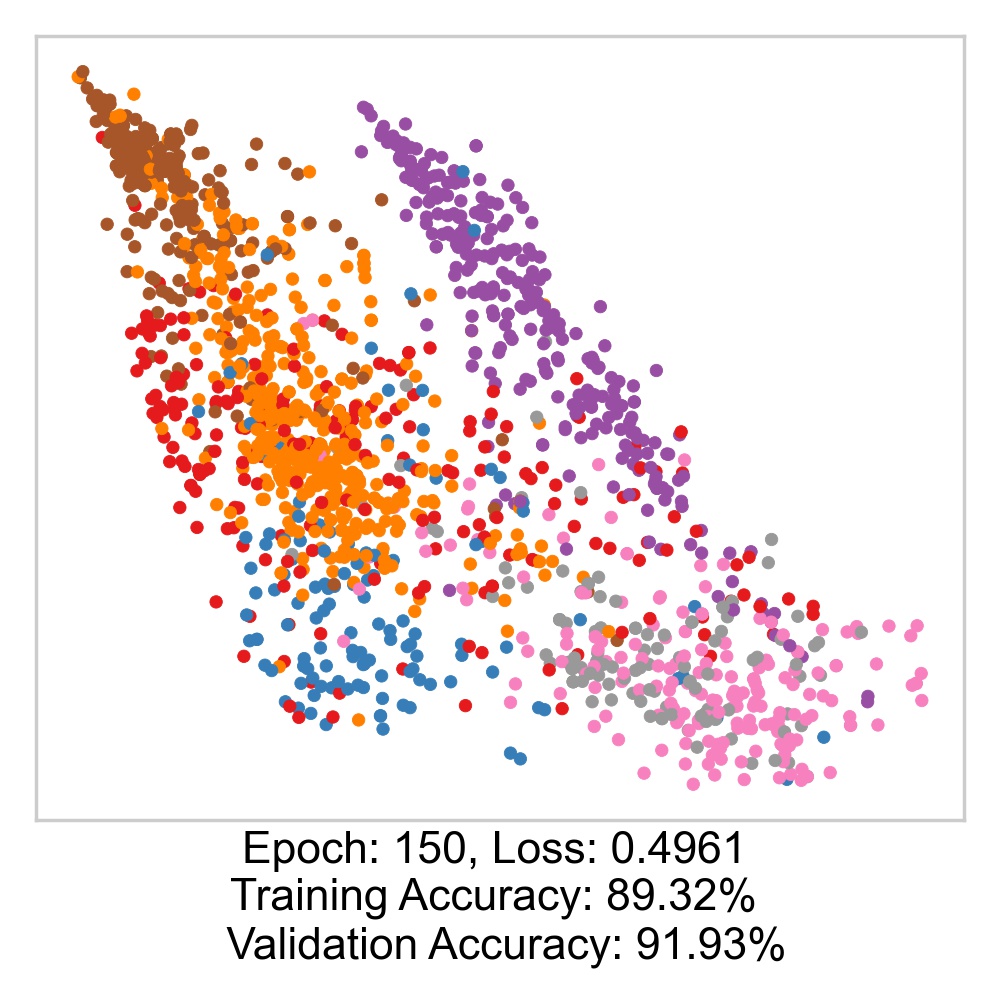 Epoch: 150, Loss: 0.4961
Training Accuracy: 89.32%
Validation Accuracy: 91.93%